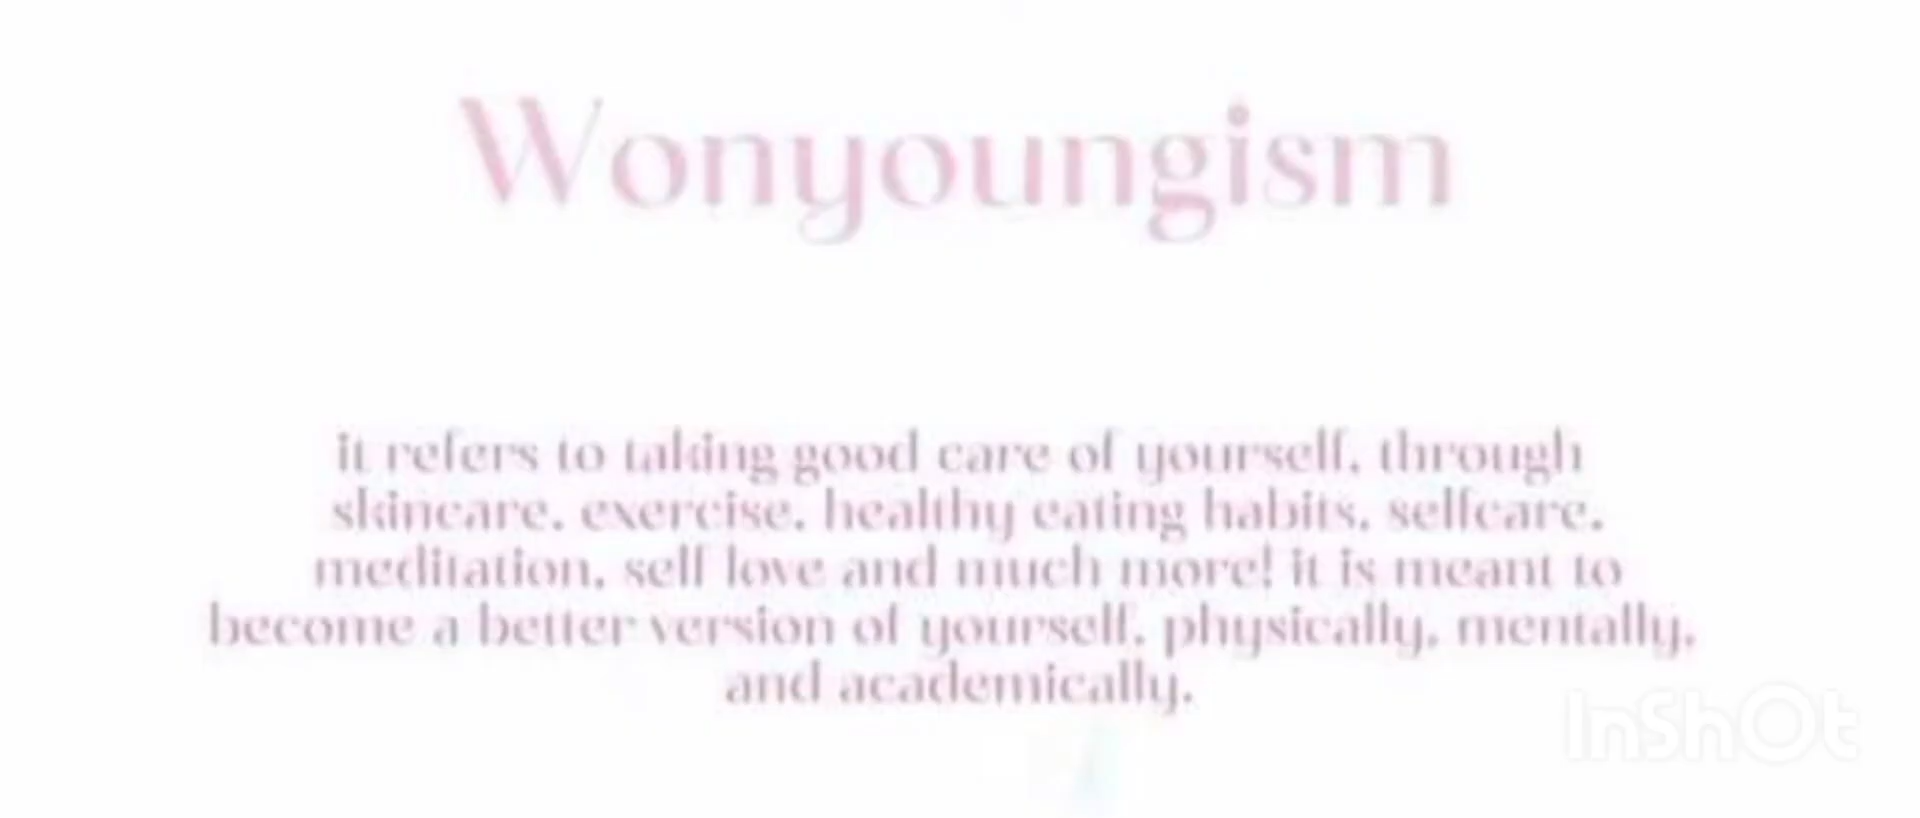 Wonyoungism
it refers to taking good care of yourself, through
skincare, exercise, healthy eating habits, selfcare,
meditation, self love and much more! it is meant to
become a better version of yourself, physically, mentally,
and academically.
InShOt